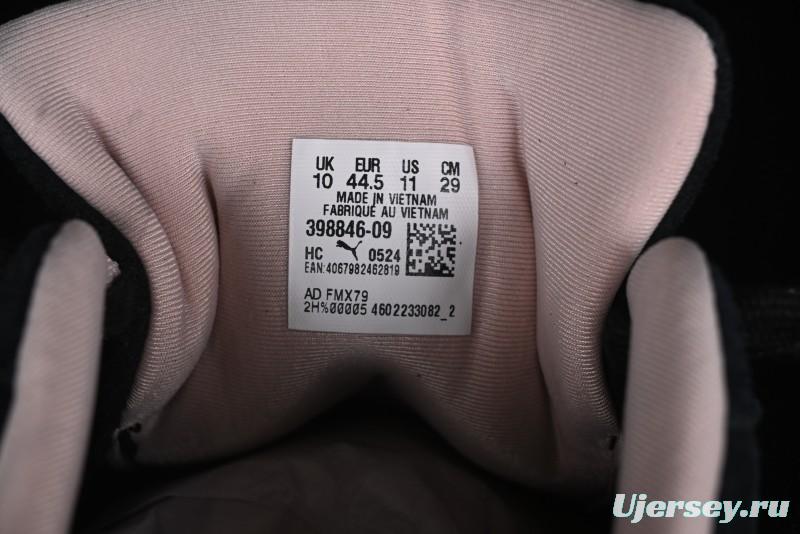 UK EUR US CM
10 44.5 11 29
MADE IN VIETNAM
FABRIQUÉ AU VIETNAM
398846-09
HC 0524
EAN:4067982462819
AD FMX79
2H%00005 4602233082_2
Ujersey.ru